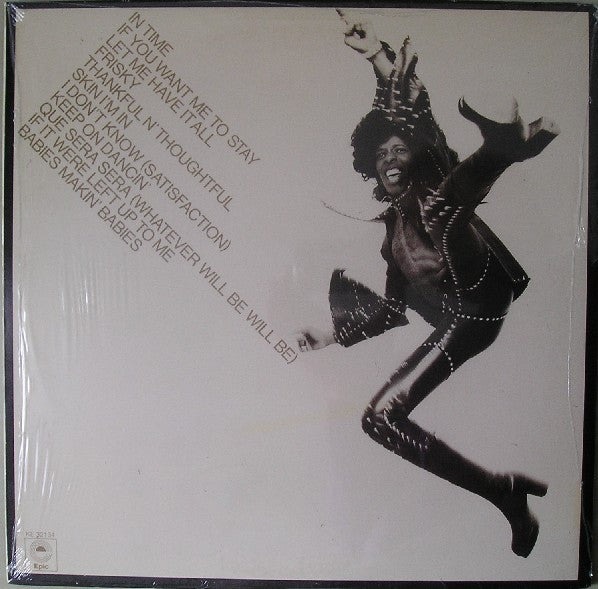 IN TIME
IF YOU WANT ME TO STAY
LET ME HAVE IT ALL
FRISKY
THANKFUL N' THOUGHTFUL
SKIN I'M IN
I DON'T KNOW (SATISFACTION)
KEEP ON DANCIN'
QUE SERA SERA (WHATEVER WILL BE WILL BE)
IF IT WERE LEFT UP TO ME
BABIES MAKIN' BABIES
KE 32134
Epic